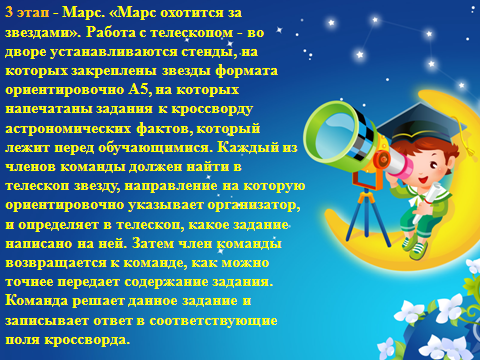 3 этап - Марс. «Марс охотится за
звездами». Работа с телескопом - во
дворе устанавливаются стенды, на
которых закреплены звезды формата
ориентировочно А5, на которых
напечатаны задания к кроссворду
астрономических фактов, который
лежит перед обучающимися. Каждый из
членов команды должен найти в
телескоп звезду, направление на которую
ориентировочно указывает организатор,
и определяет в телескоп, какое задание
написано на ней. Затем член команды
возвращается к команде, как можно
точнее передает содержание задания.
Команда решает данное задание и
записывает ответ в соответствующие
поля кроссворда.